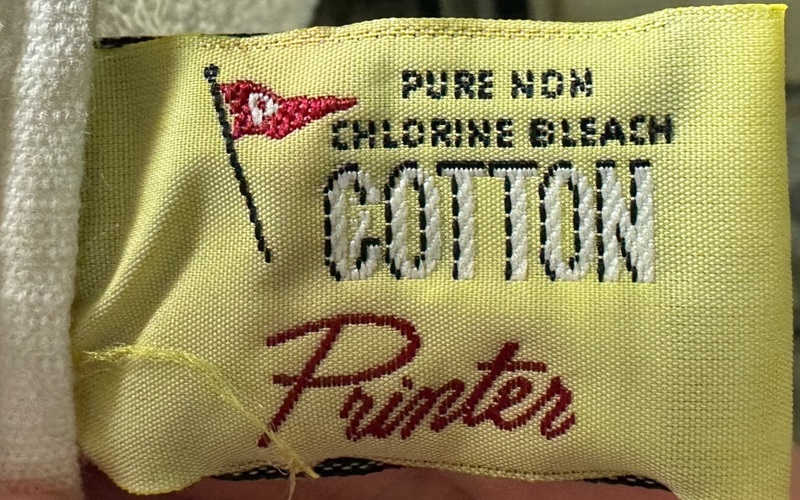 P
PURE NON
CHLORINE BLEACH
COTTON
Printer